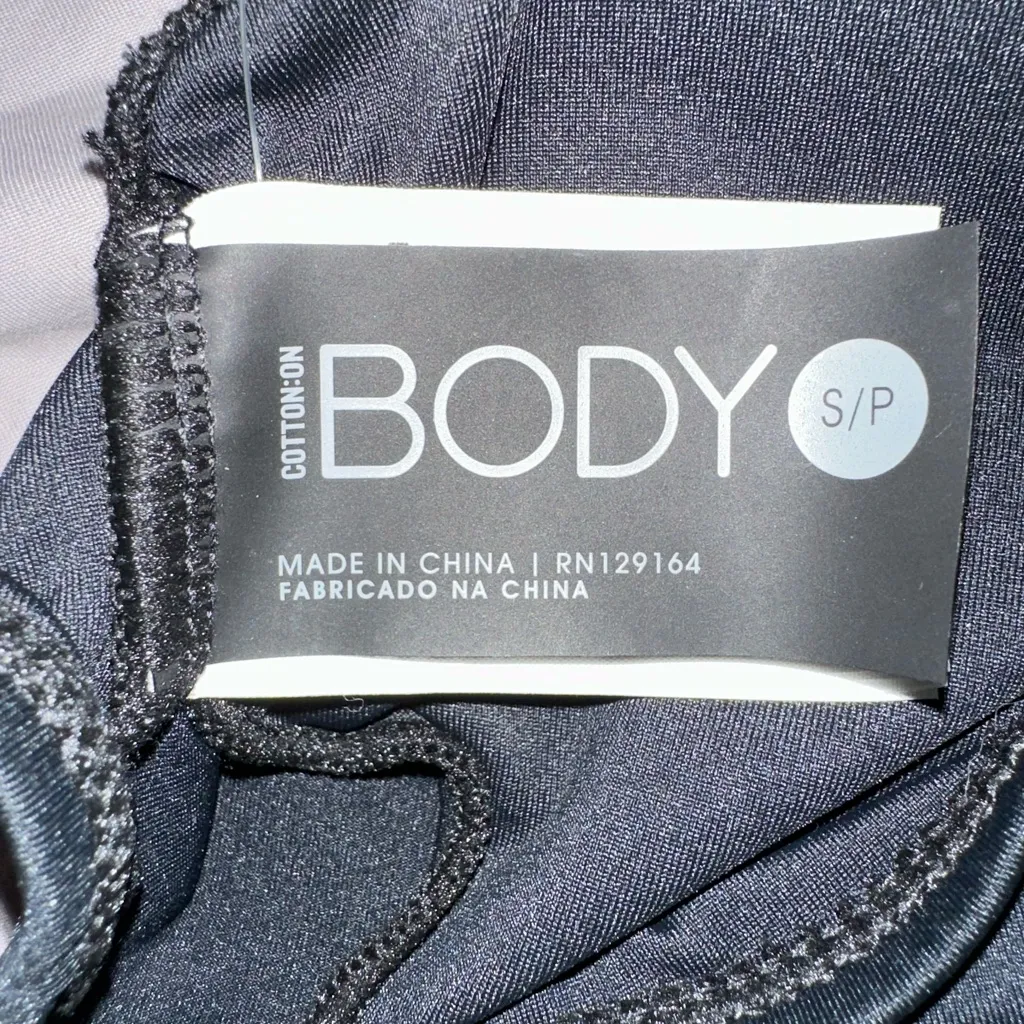 COTTON:ON
BODY
S/P
MADE IN CHINA | RN129164
FABRICADO NA CHINA